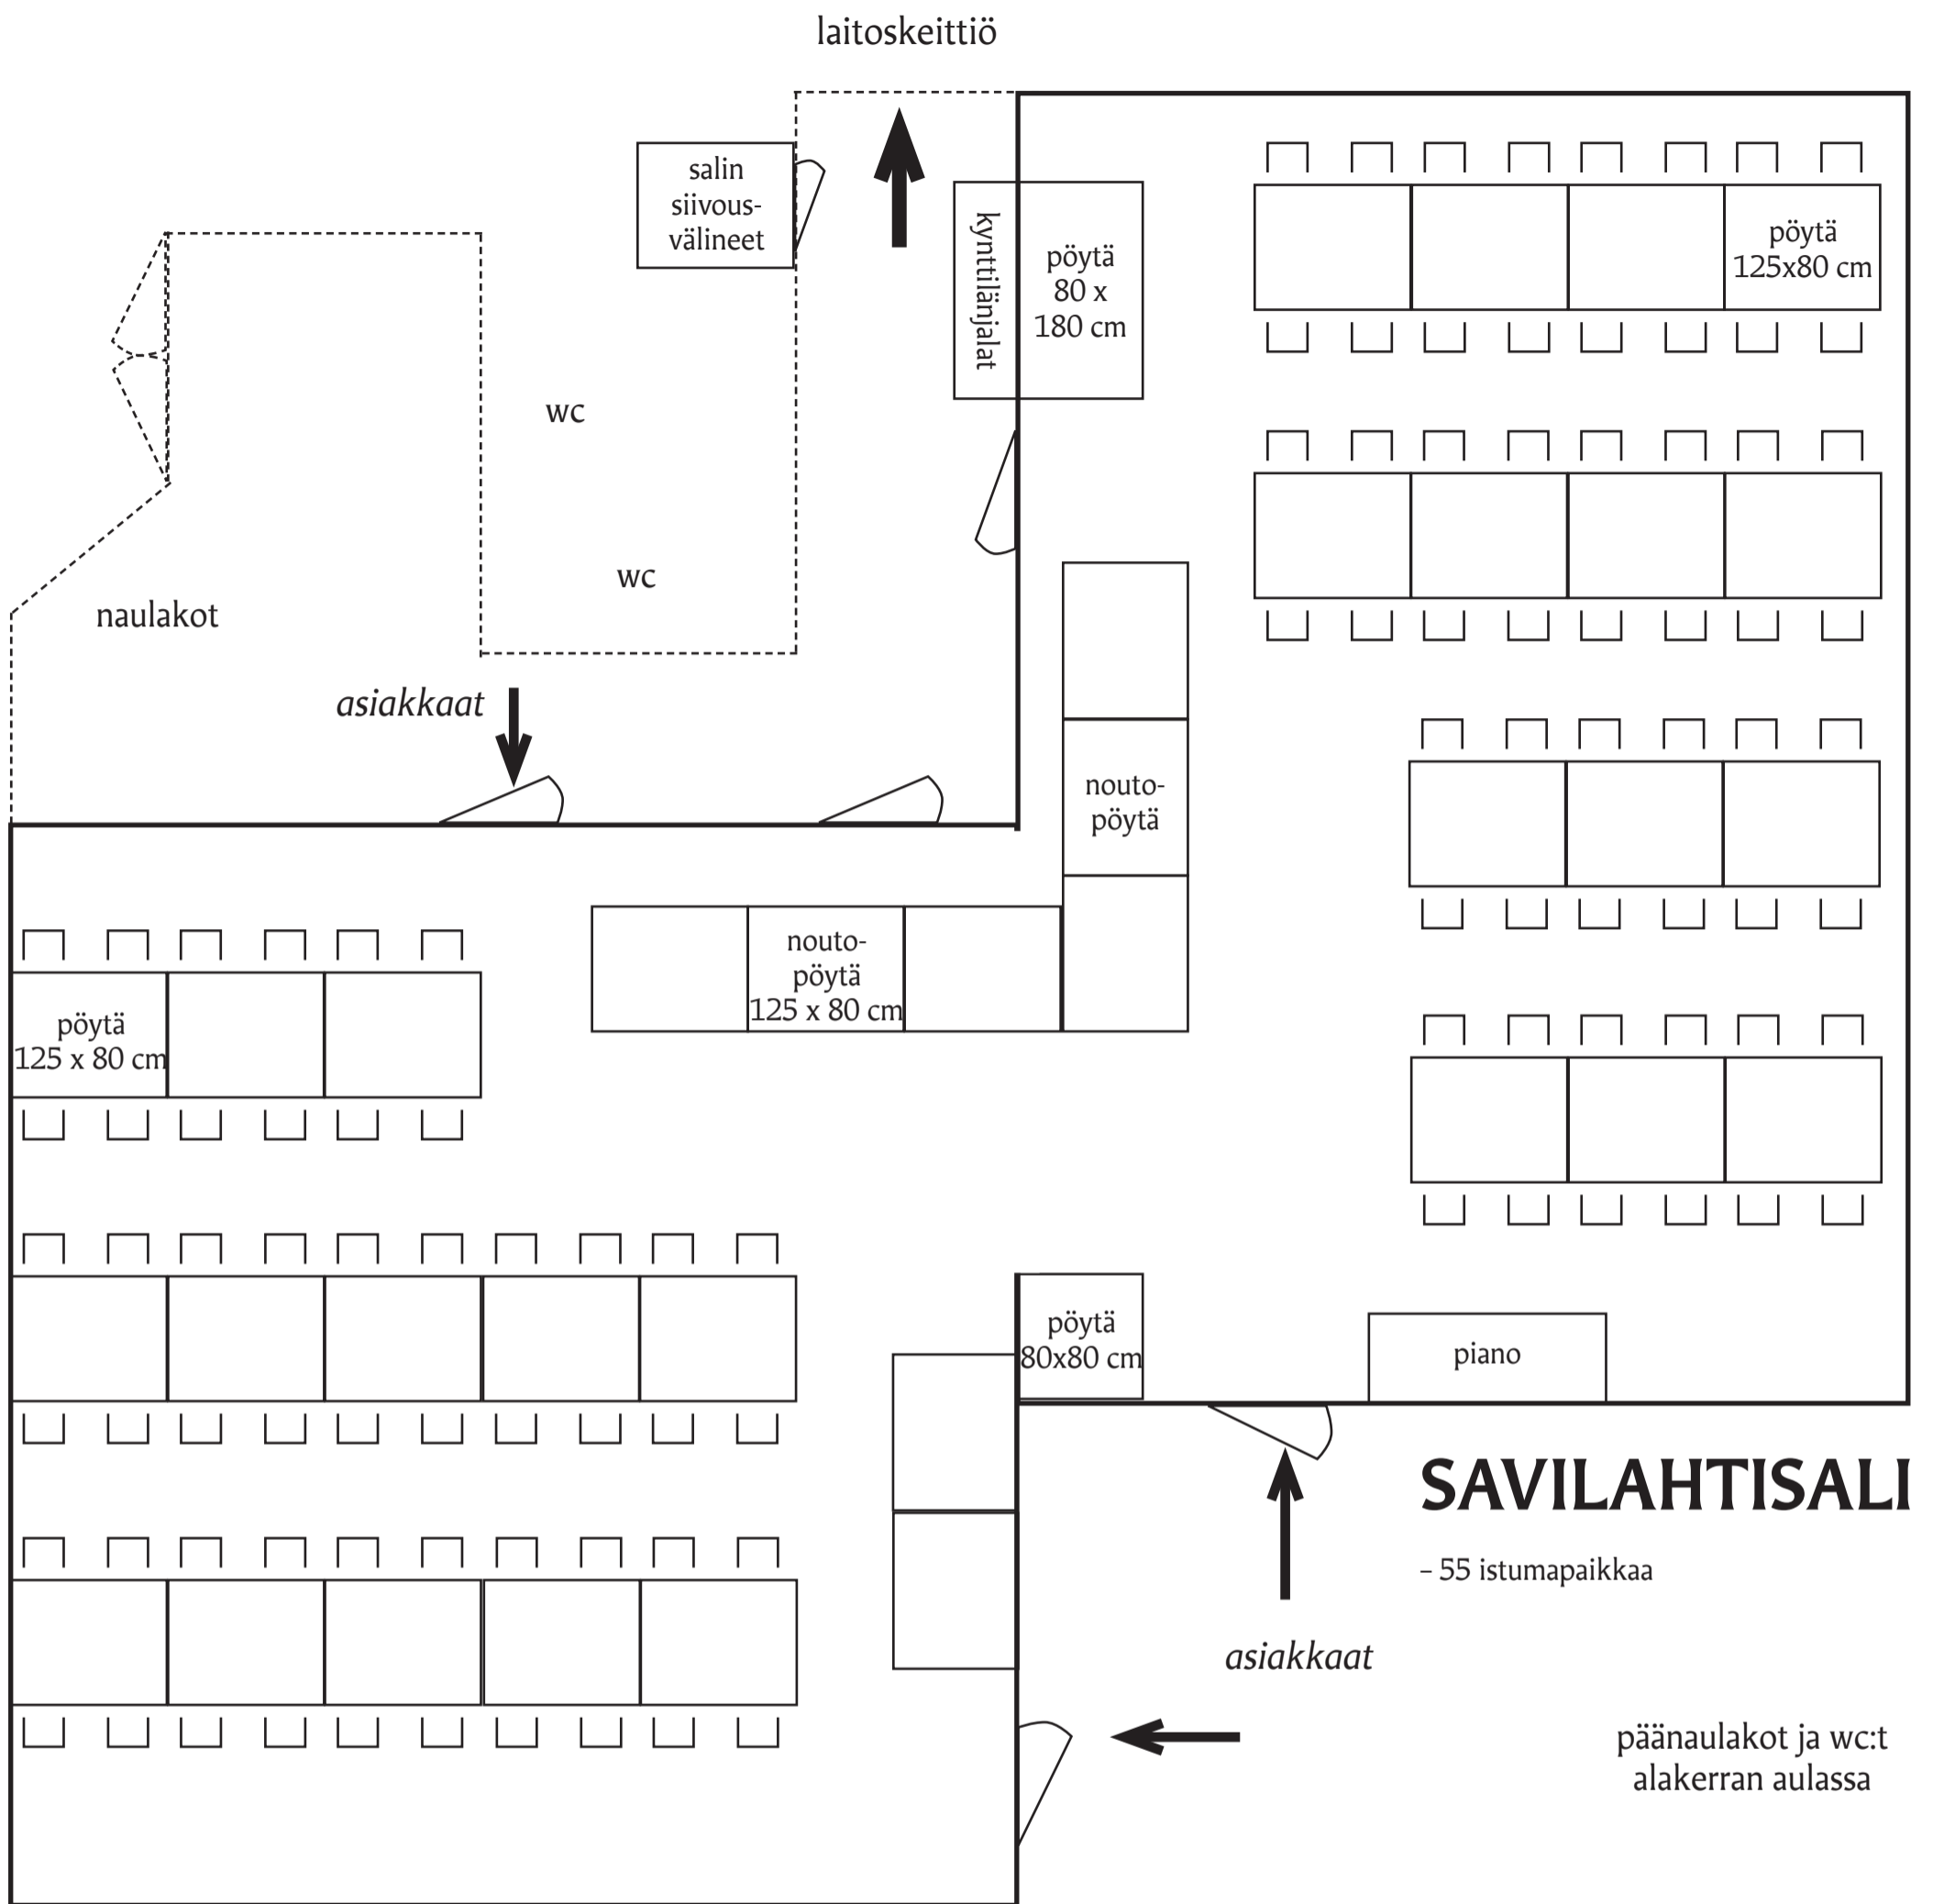 laitoskeittiö
salin
siivous-
välineet
kynttilänjalat
pöytä
80 x
180 cm
pöytä
125x80 cm
wc
wc
naulakot
asiakkaat
nouto-
pöytä
nouto-
pöytä
125 x 80 cm
pöytä
125 x 80 cm
pöytä
80x80 cm
piano
SAVILAHTISALI
– 55 istumapaikkaa
asiakkaat
päänaulakot ja wc:t
alakerran aulassa